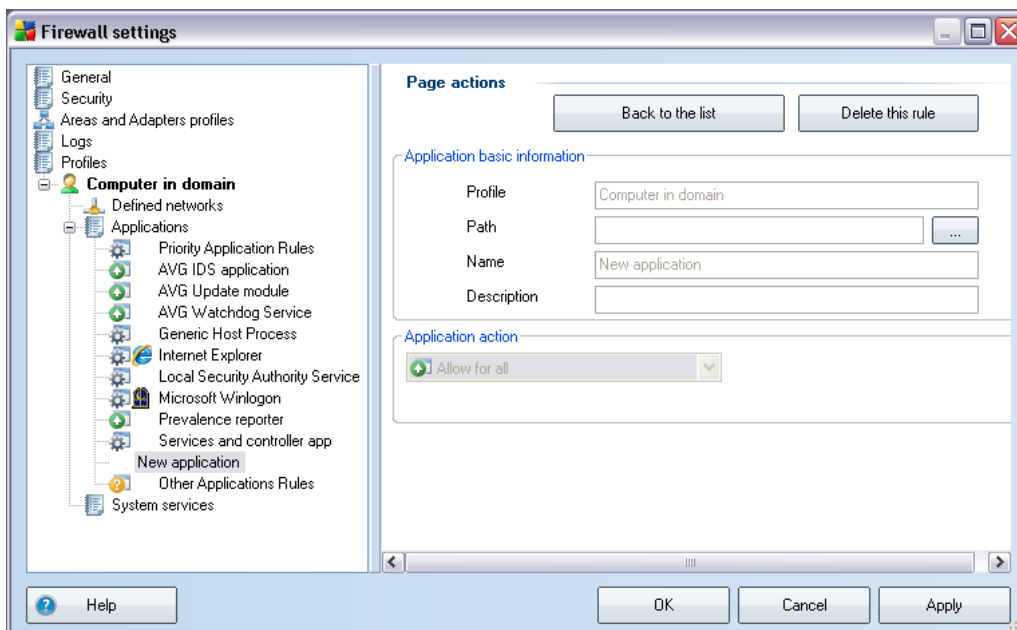 Firewall settings
General
Security
Areas and Adapters profiles
Logs
Profiles
Computer in domain
Defined networks
Applications
Priority Application Rules
AVG IDS application
AVG Update module
AVG Watchdog Service
Generic Host Process
Internet Explorer
Local Security Authority Service
Microsoft Winlogon
Prevalence reporter
Services and controller app
New application
Other Applications Rules
System services
Page actions
Back to the list
Delete this rule
Application basic information
Profile
Computer in domain
Path
...
Name
New application
Description
Application action
Allow for all
Help
OK
Cancel
Apply